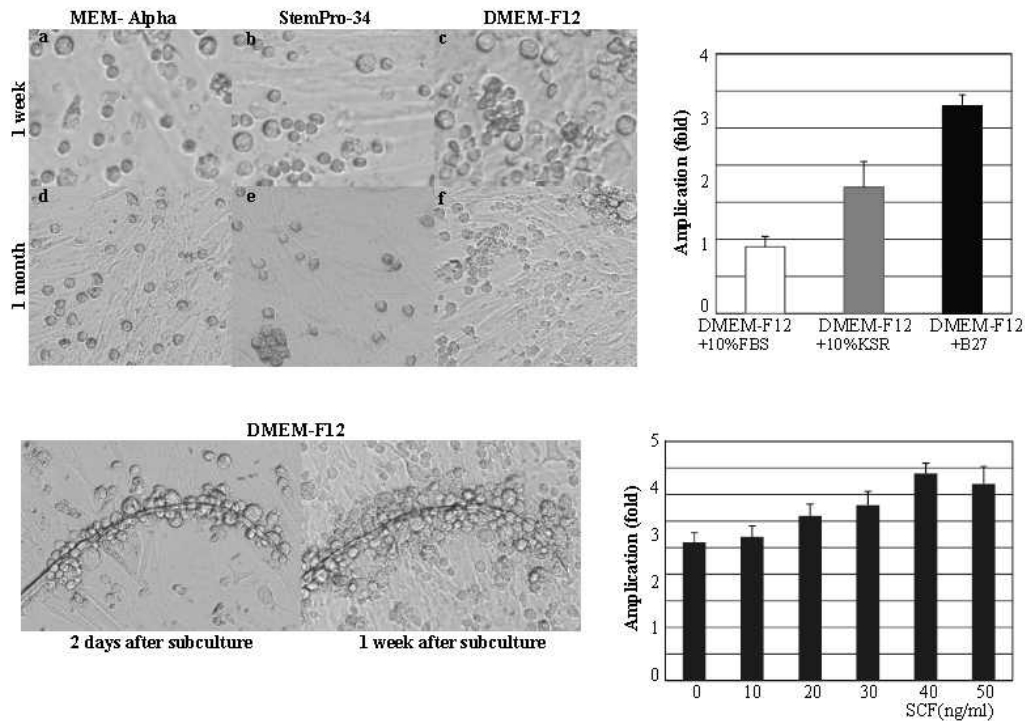 MEM- Alpha
StemPro-34
DMEM-F12
a
b
c
1 week
d
e
f
1 month
Amplication (fold)
4
3
2
1
0
DMEM-F12
+10%FBS
DMEM-F12
+10%KSR
DMEM-F12
+B27
DMEM-F12
2 days after subculture
1 week after subculture
Amplication (fold)
5
4
3
2
1
0
0 10 20 30 40 50
SCF(ng/ml)